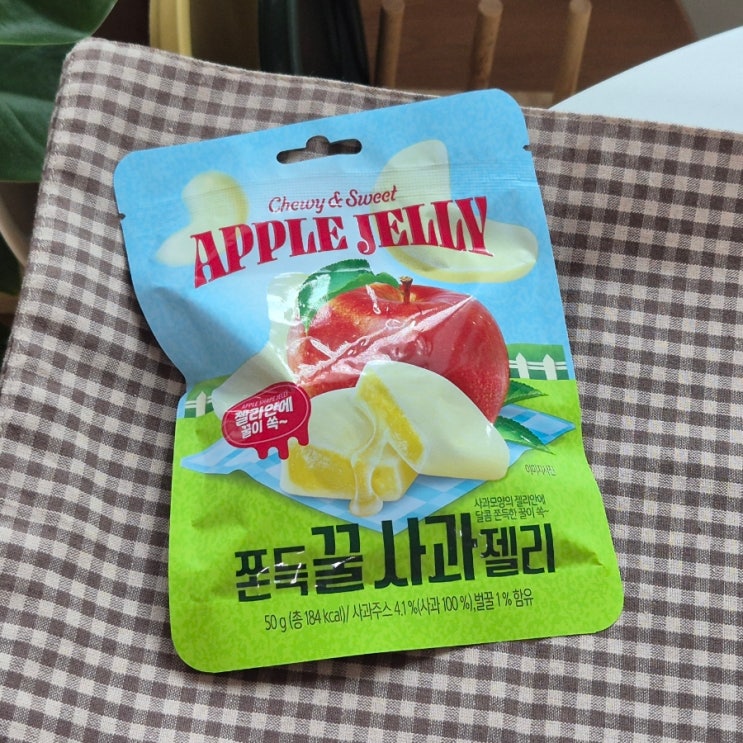 Chewy & Sweet
APPLE JELLY
APPLE SHAPE JELLY
젤리안에
꿀이 쏙~
이미지사진
사과모양의 젤리안에
달콤 쫀득한 꿀이 쏙~
쫀득꿀사과젤리
50 g (총 184 kcal)/ 사과주스 4.1 %(사과 100 %), 벌꿀 1 % 함유